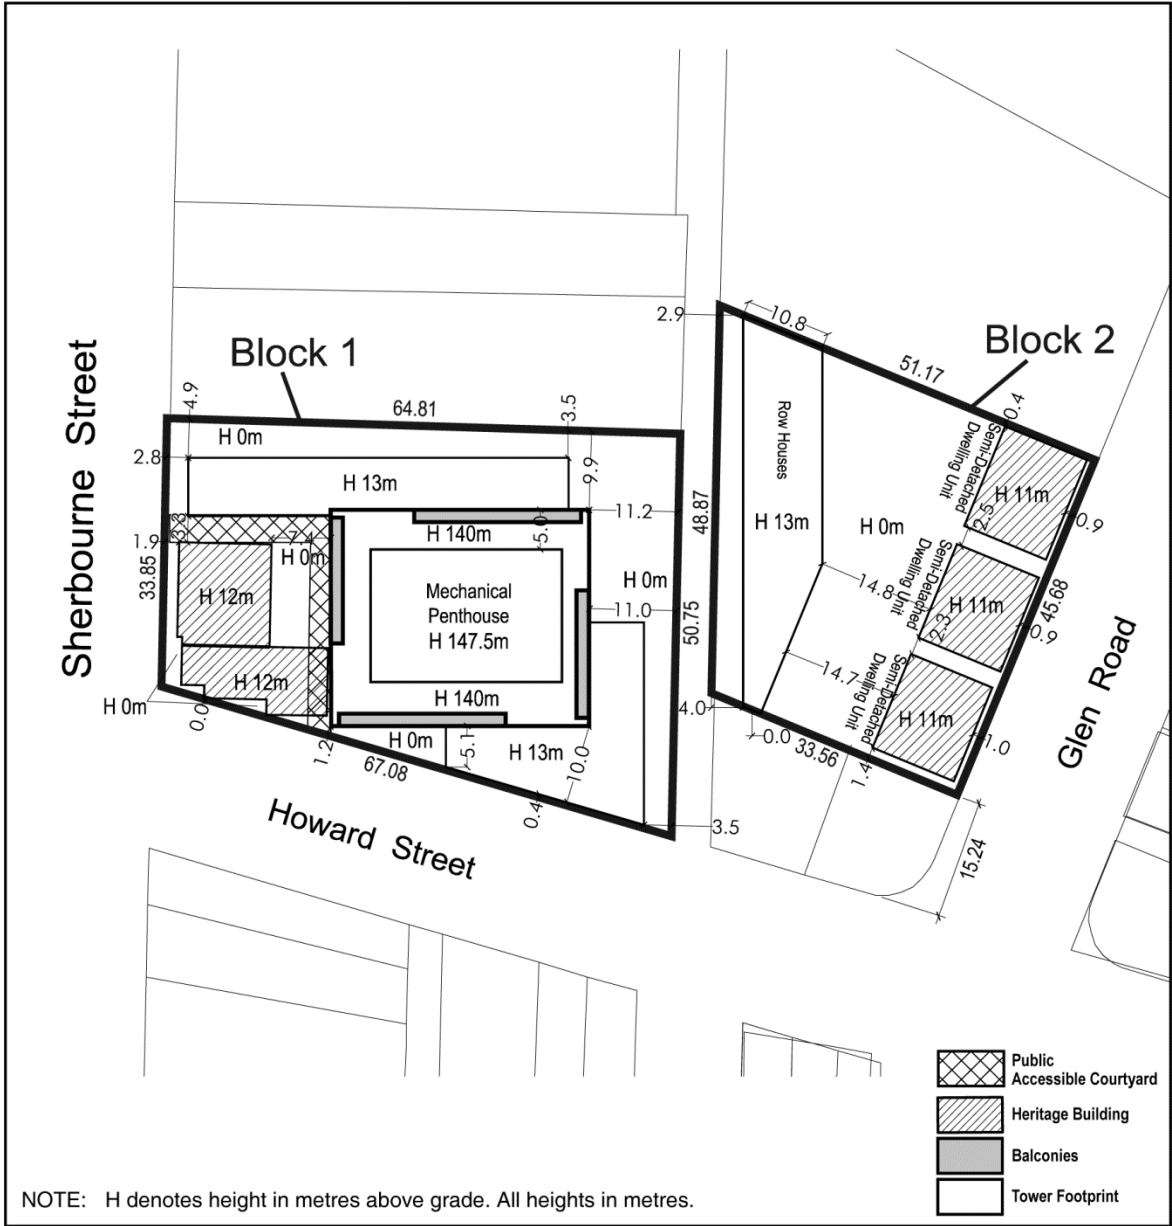 Block 1
Block 2
Sherbourne Street
Howard Street
Glen Road
64.81
4.9
3.5
H 0m
2.8
H 13m
9.9
11.2
1.9
3.3
7.4
H 0m
5.0
H 140m
Mechanical
Penthouse
H 147.5m
H 0m
11.0
50.75
33.85
H 12m
H 12m
H 140m
H 0m
0.0
1.2
67.08
H 0m
5.1
H 13m
10.0
0.4
3.5
2.9
10.8
51.17
0.4
48.87
Row Houses
H 13m
H 0m
Semi-Detached
Dwelling Unit
H 11m
0.9
2.5
Semi-Detached
Dwelling Unit
14.8
H 11m
45.68
0.9
2.3
Semi-Detached
Dwelling Unit
14.7
H 11m
1.0
4.0
0.0
33.56
1.4
15.24
Public
Accessible Courtyard
Heritage Building
Balconies
Tower Footprint
NOTE: H denotes height in metres above grade. All heights in metres.